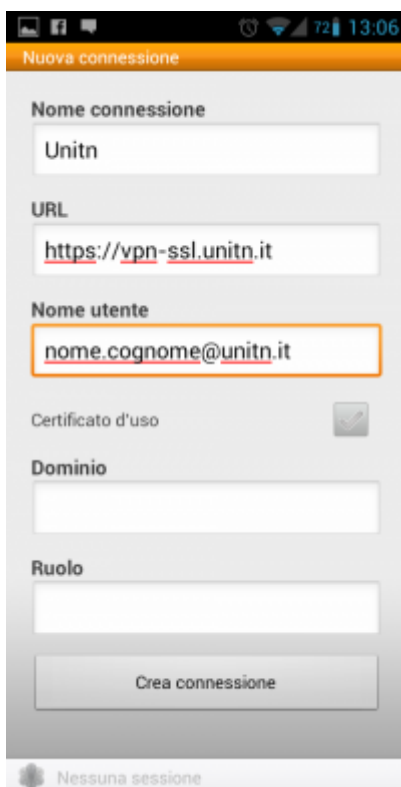 72 13:06
Nuova connessione
Nome connessione
Unitn
URL
https://vpn-ssl.unitn.it
Nome utente
nome.cognome@unitn.it
Certificato d'uso
Dominio
Ruolo
Crea connessione
Nessuna sessione